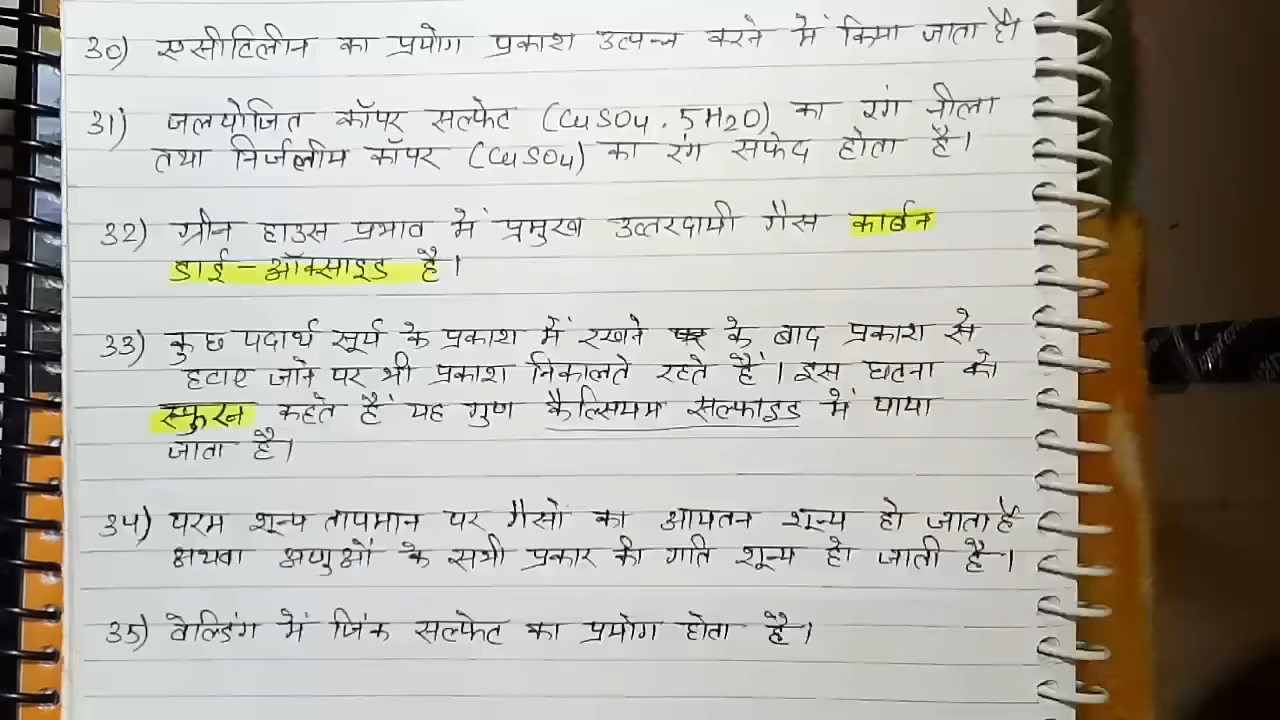 30) एसीटिलीन का प्रयोग प्रकाश उत्पन्न करने में किया जाता है।
31) जलयोजित कॉपर सल्फेट (CuSO4 . 5H2O) का रंग नीला
तथा निर्जलीय कॉपर (CuSO4) का रंग सफेद होता है।
32) ग्रीन हाउस प्रभाव में प्रमुख उत्तरदायी गैस कार्बन
डाई - ऑक्साइड है।
33) कुछ पदार्थ सूर्य के प्रकाश में रखने के बाद प्रकाश से
हटाए जाने पर भी प्रकाश निकालते रहते हैं। इस घटना को
स्फुरन कहते हैं यह गुण कैल्सियम सल्फाइड में पाया
जाता है।
34) परम शून्य तापमान पर गैसों का आयतन शून्य हो जाता है
अथवा अणुओं के सभी प्रकार की गति शून्य हो जाती है।
35) वेल्डिंग में जिंक सल्फेट का प्रयोग होता है।